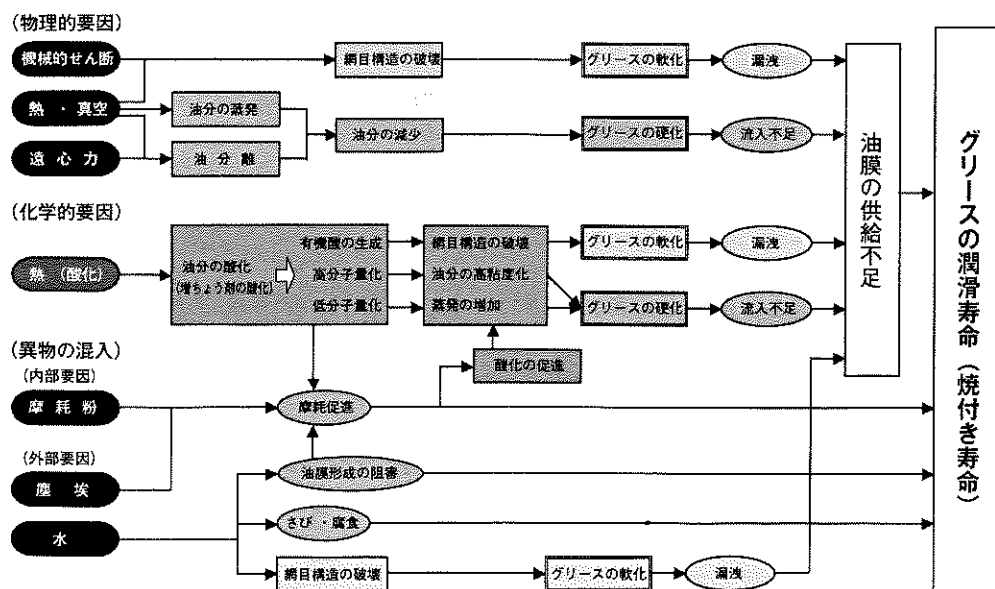 (物理的要因)
機械的せん断
網目構造の破壊
グリースの軟化
漏洩
熱・真空
油分の蒸発
油分の減少
グリースの硬化
流入不足
遠心力
油分離
(化学的要因)
熱(酸化)
油分の酸化
(増ちょう剤の酸化)
有機酸の生成
高分子量化
低分子量化
網目構造の破壊
油分の高粘度化
蒸発の増加
グリースの軟化
漏洩
グリースの硬化
流入不足
酸化の促進
油膜の供給不足
グリースの潤滑寿命(焼付き寿命)
(異物の混入)
(内部要因)
摩耗粉
摩耗促進
(外部要因)
塵埃
油膜形成の阻害
さび・腐食
水
網目構造の破壊
グリースの軟化
漏洩